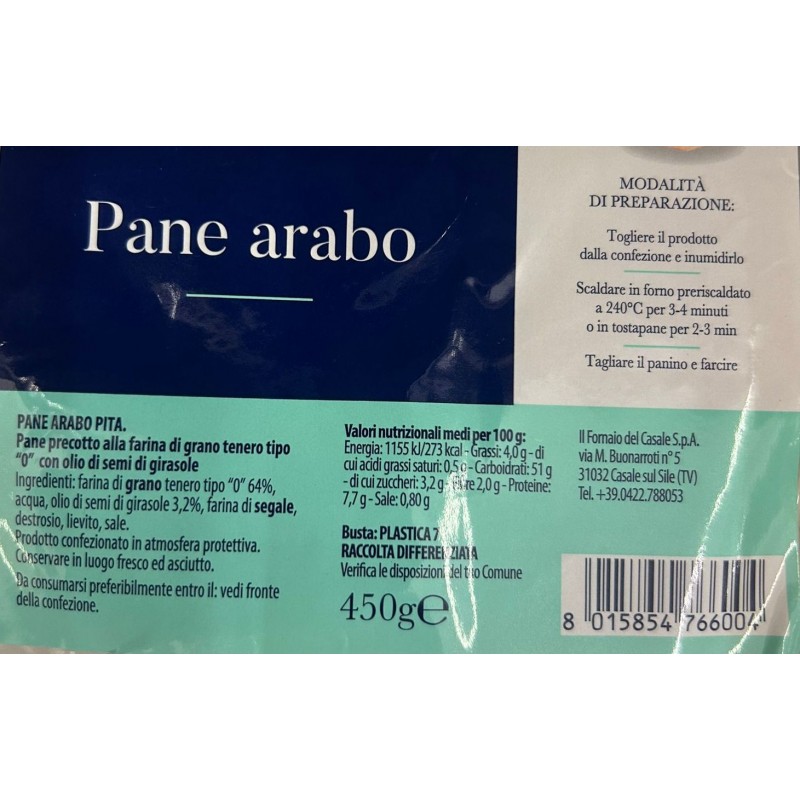 Pane arabo
MODALITÀ
DI PREPARAZIONE:
Togliere il prodotto
dalla confezione e inumidirlo
Scaldare in forno preriscaldato
a 240°C per 3-4 minuti
o in tostapane per 2-3 min
Tagliare il panino e farcire
PANE ARABO PITA.
Pane precotto alla farina di grano tenero tipo
"0" con olio di semi di girasole
Ingredienti: farina di grano tenero tipo "0" 64%,
acqua, olio di semi di girasole 3,2%, farina di segale,
destrosio, lievito, sale.
Prodotto confezionato in atmosfera protettiva.
Conservare in luogo fresco ed asciutto.
Da consumarsi preferibilmente entro il: vedi fronte
della confezione.
Valori nutrizionali medi per 100 g:
Energia: 1155 kJ/273 kcal - Grassi: 4,0 g - di
cui acidi grassi saturi: 0,5 g - Carboidrati: 51 g
- di cui zuccheri: 3,2 g - 2,0 g - Proteine:
7,7 g - Sale: 0,80 g
Busta: PLASTICA 7
RACCOLTA DIFFERENZIATA
Verifica le disposizioni del tuo Comune
450g e
Il Fornaio del Casale S.p.A.
via M. Buonarroti n° 5
31032 Casale sul Sile (TV)
Tel. +39.0422.788053
8 015854 766004